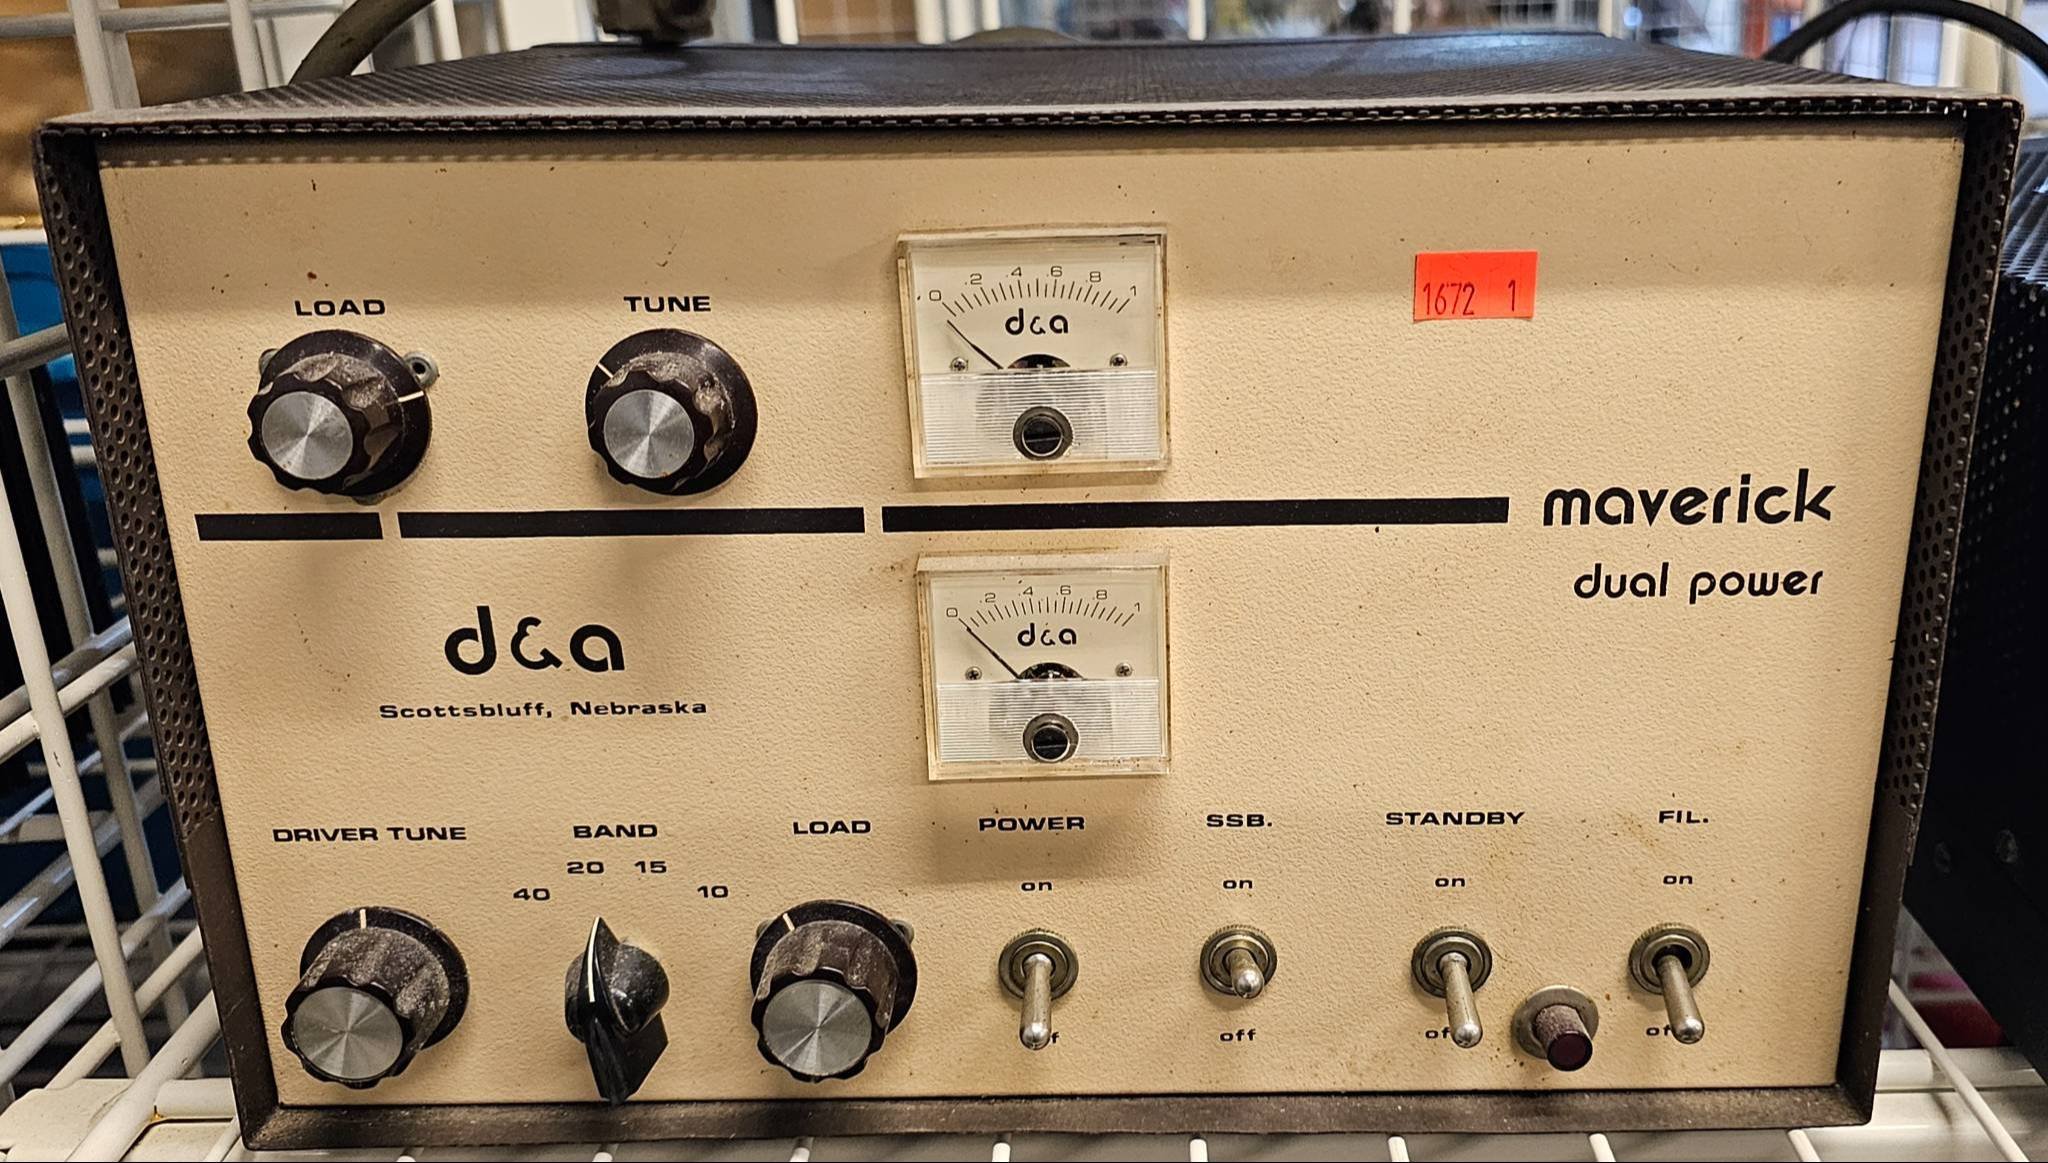 LOAD
TUNE
0 .2 .4 .6 .8 1
d&a
1672 1
maverick
dual power
d&a
Scottsbluff, Nebraska
0 .2 .4 .6 .8 1
d&a
DRIVER TUNE
BAND
LOAD
POWER
SSB.
STANDBY
FIL.
40 20 15 10
on
on
on
on
off